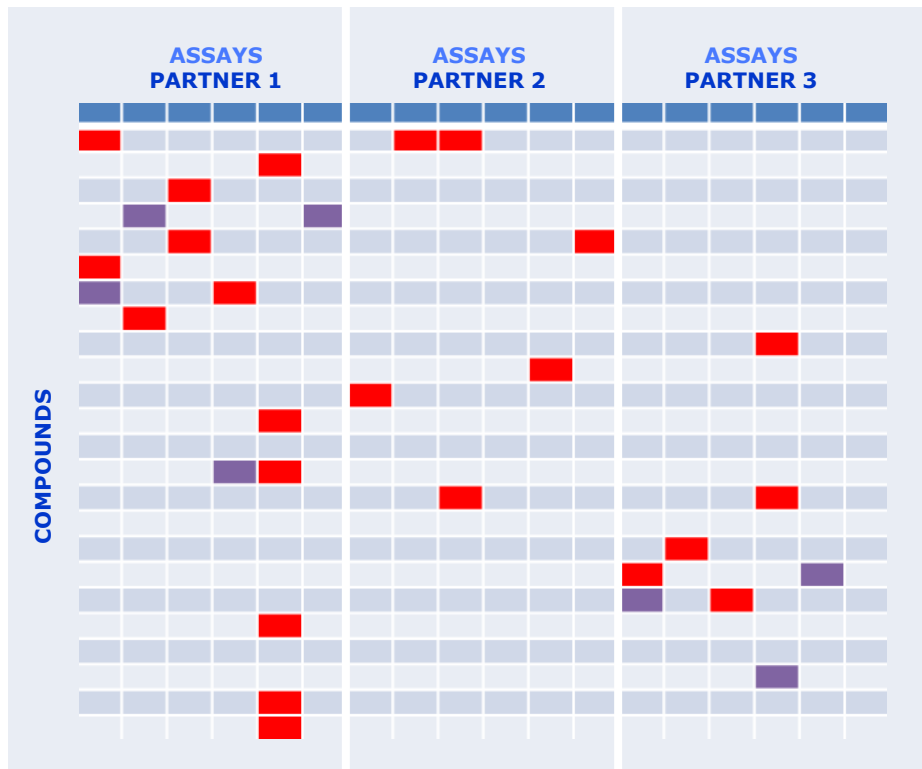 ASSAYS
PARTNER 1
ASSAYS
PARTNER 2
ASSAYS
PARTNER 3
COMPOUNDS